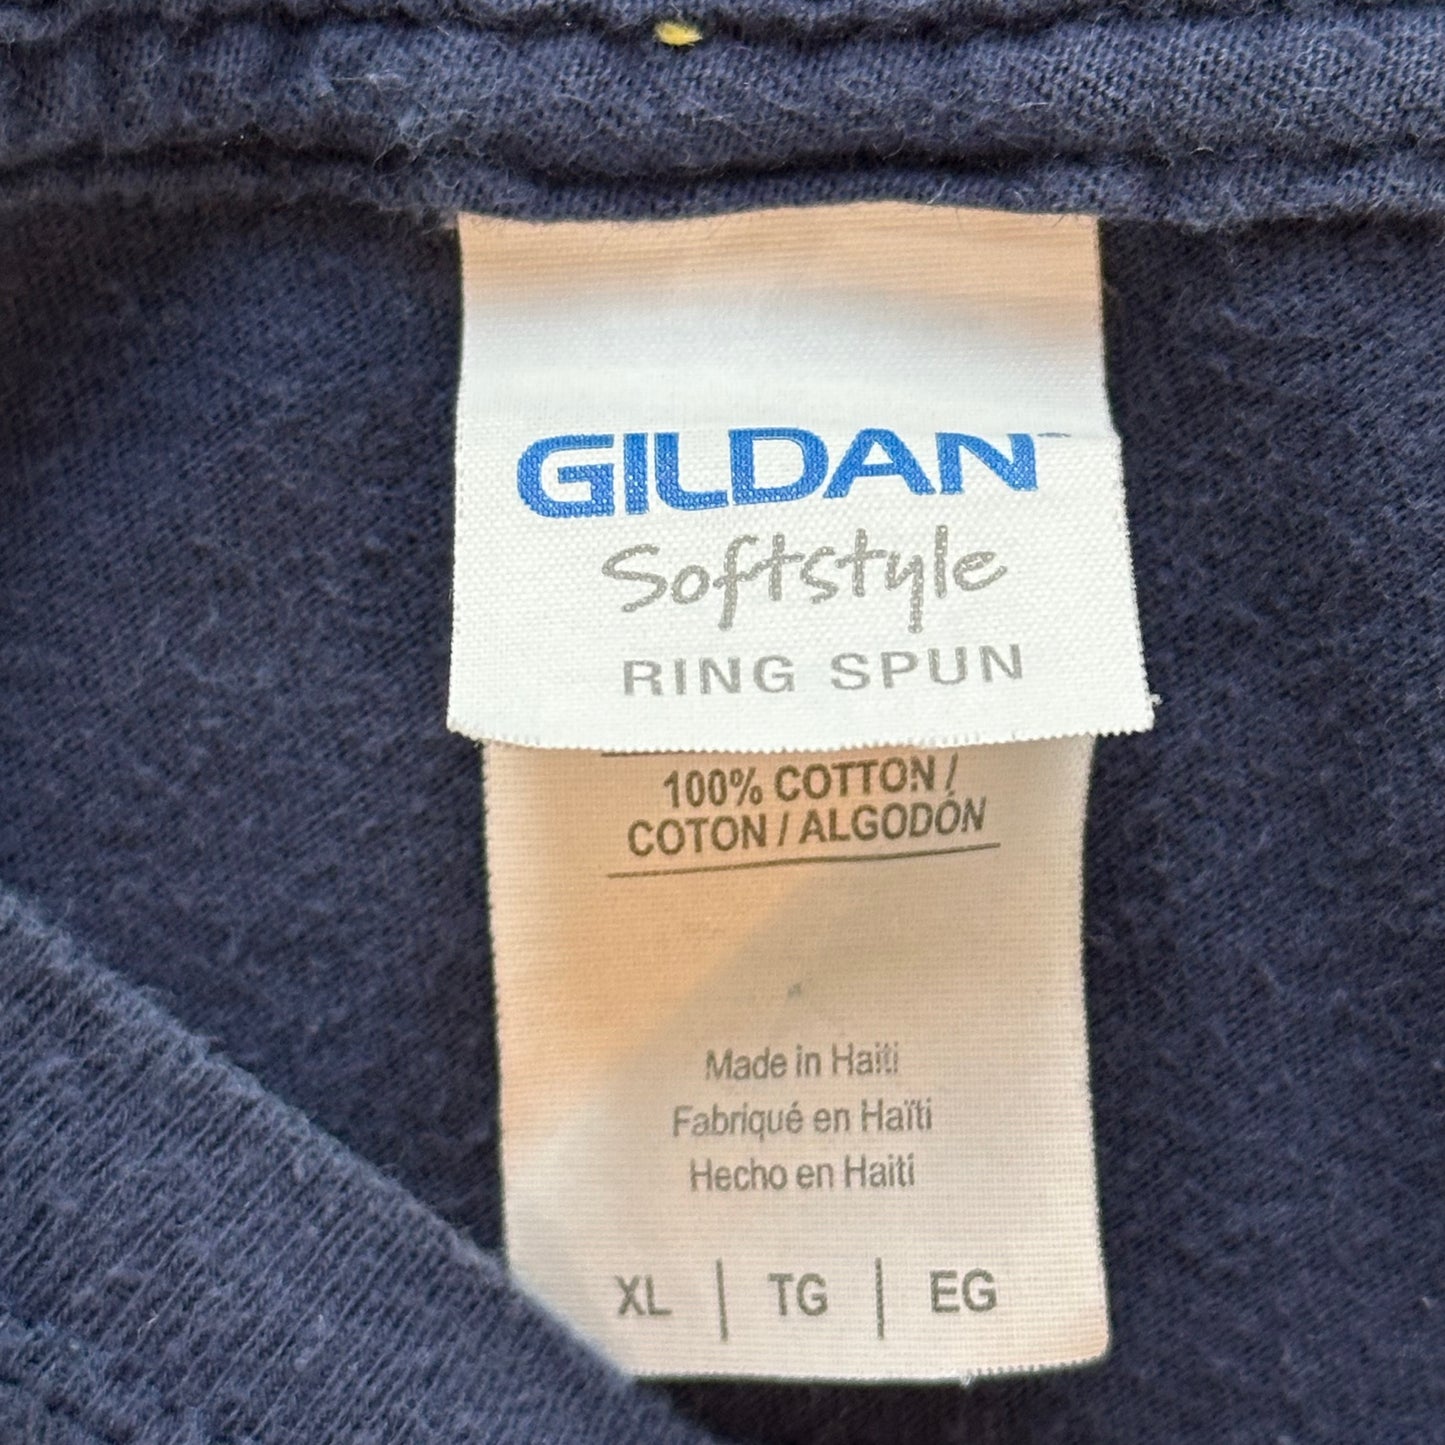 GILDAN™
Softstyle
RING SPUN
100% COTTON /
COTON / ALGODÓN
Made in Haiti
Fabriqué en Haïti
Hecho en Haití
XL | TG | EG